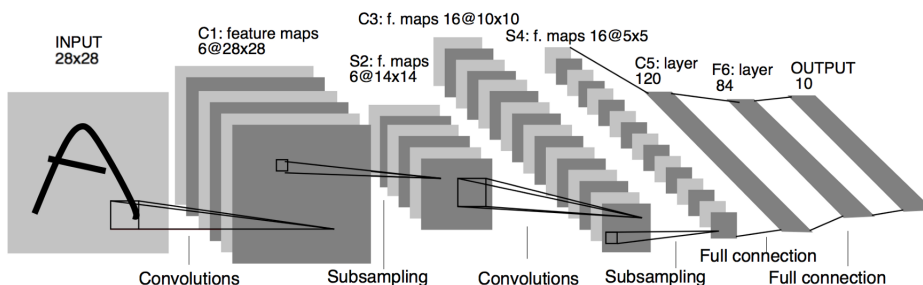 INPUT
28x28
C1: feature maps
6@28x28
S2: f. maps
6@14x14
C3: f. maps 16@10x10
S4: f. maps 16@5x5
C5: layer
120
F6: layer
84
OUTPUT
10
A
Convolutions
Subsampling
Convolutions
Subsampling
Full connection
Full connection